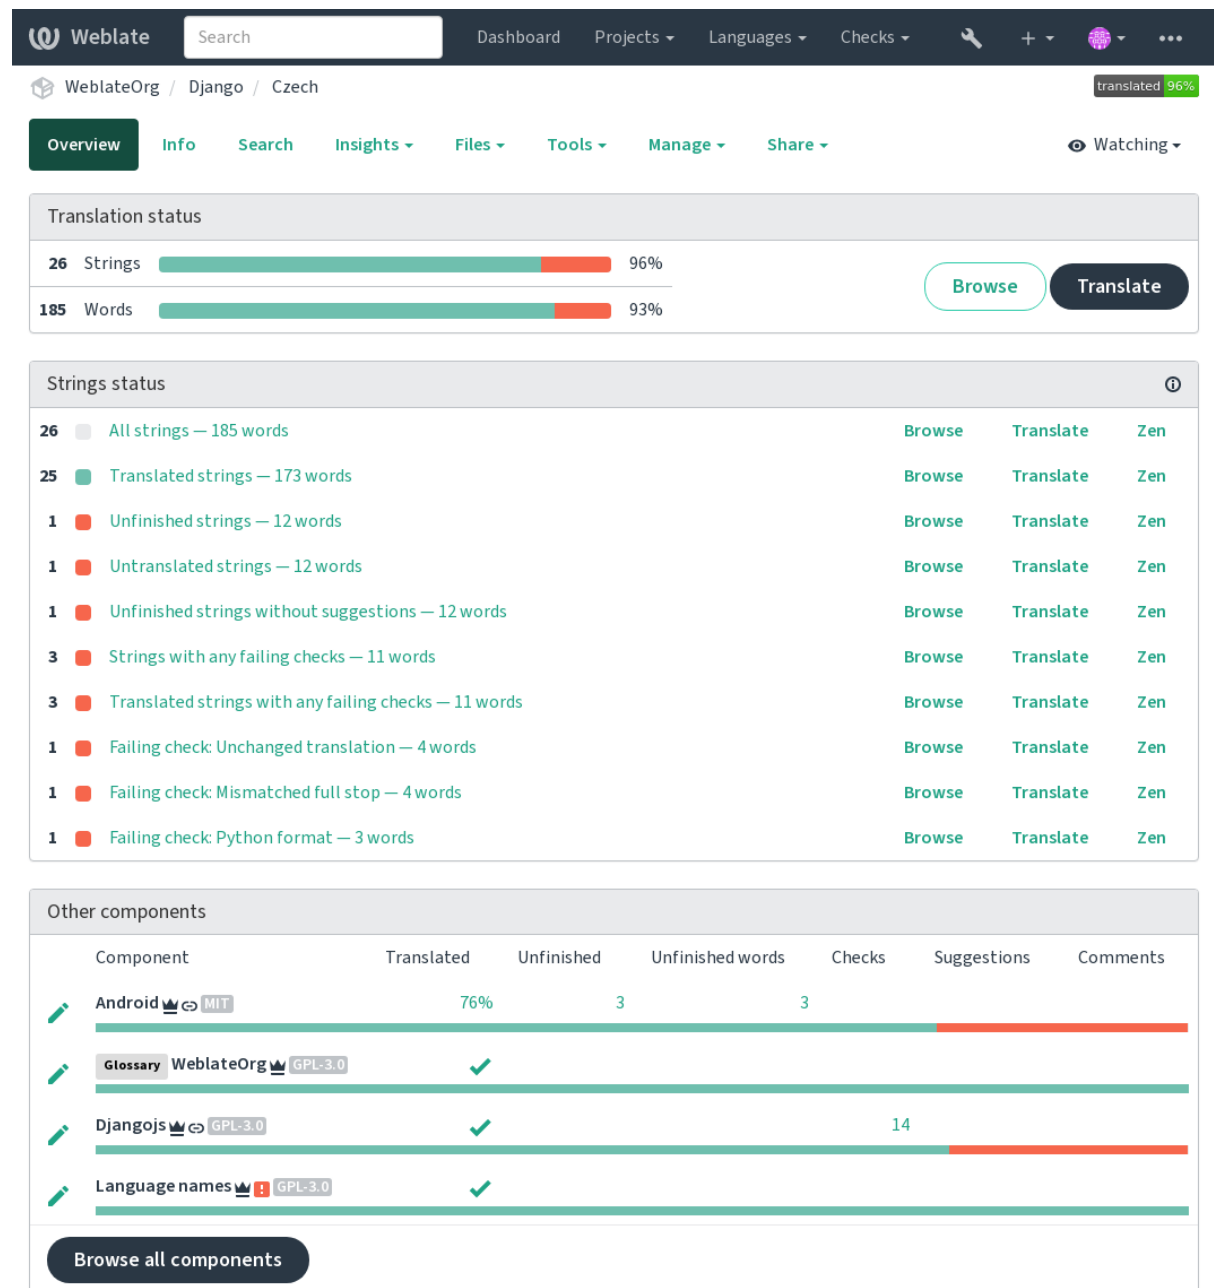 Weblate Search Dashboard Projects Languages Checks
WeblateOrg / Django / Czech translated 96%
Overview Info Search Insights Files Tools Manage Share Watching
Translation status
26 Strings 96%
Browse Translate
185 Words 93%
Strings status
26 All strings — 185 words Browse Translate Zen
25 Translated strings — 173 words Browse Translate Zen
1 Unfinished strings — 12 words Browse Translate Zen
1 Untranslated strings — 12 words Browse Translate Zen
1 Unfinished strings without suggestions — 12 words Browse Translate Zen
3 Strings with any failing checks — 11 words Browse Translate Zen
3 Translated strings with any failing checks — 11 words Browse Translate Zen
1 Failing check: Unchanged translation — 4 words Browse Translate Zen
1 Failing check: Mismatched full stop — 4 words Browse Translate Zen
1 Failing check: Python format — 3 words Browse Translate Zen
Other components
Component Translated Unfinished Unfinished words Checks Suggestions Comments
Android MIT 76% 3 3
Glossary WeblateOrg GPL-3.0
Djangojs GPL-3.0 14
Language names GPL-3.0
Browse all components